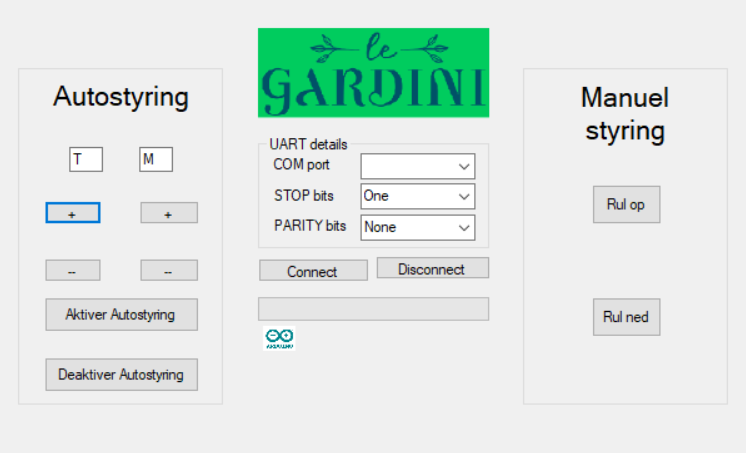 Autostyring
T
M
+
+
--
--
Aktiver Autostyring
Deaktiver Autostyring
le
GARDINI
UART details
COM port
STOP bits
One
PARITY bits
None
Connect
Disconnect
ARDUINO
Manuel
styring
Rul op
Rul ned